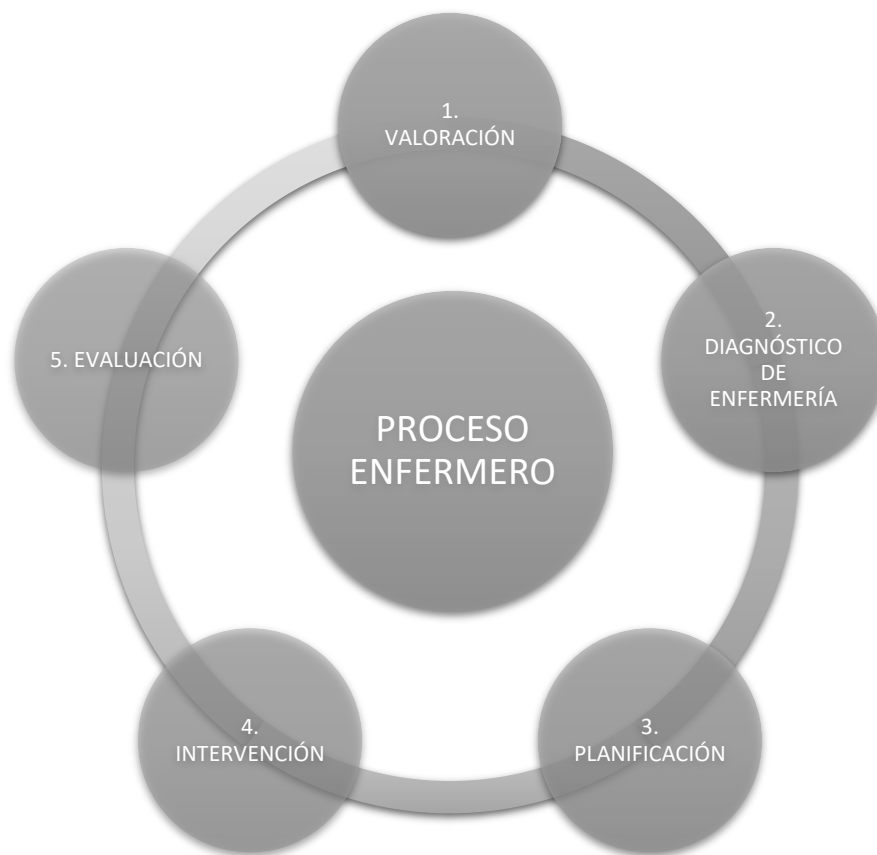 1.
VALORACIÓN
2.
DIAGNÓSTICO
DE
ENFERMERÍA
3.
PLANIFICACIÓN
4.
INTERVENCIÓN
5. EVALUACIÓN
PROCESO
ENFERMERO